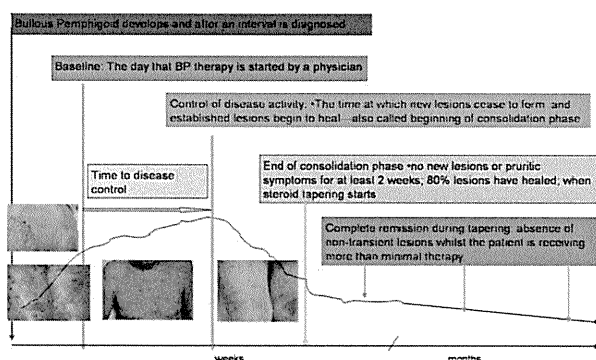 Bullous Pemphigoid develops and after an interval is diagnosed
Baseline: The day that BP therapy is started by a physician
Control of disease activity: •The time at which new lesions cease to form and
established lesions begin to heal—also called beginning of consolidation phase
Time to disease
control
End of consolidation phase •no new lesions or pruritic
symptoms for at least 2 weeks; 80% lesions have healed; when
steroid tapering starts
Complete remission during tapering: absence of
non-transient lesions whilst the patient is receiving
more than minimal therapy
weeks
months